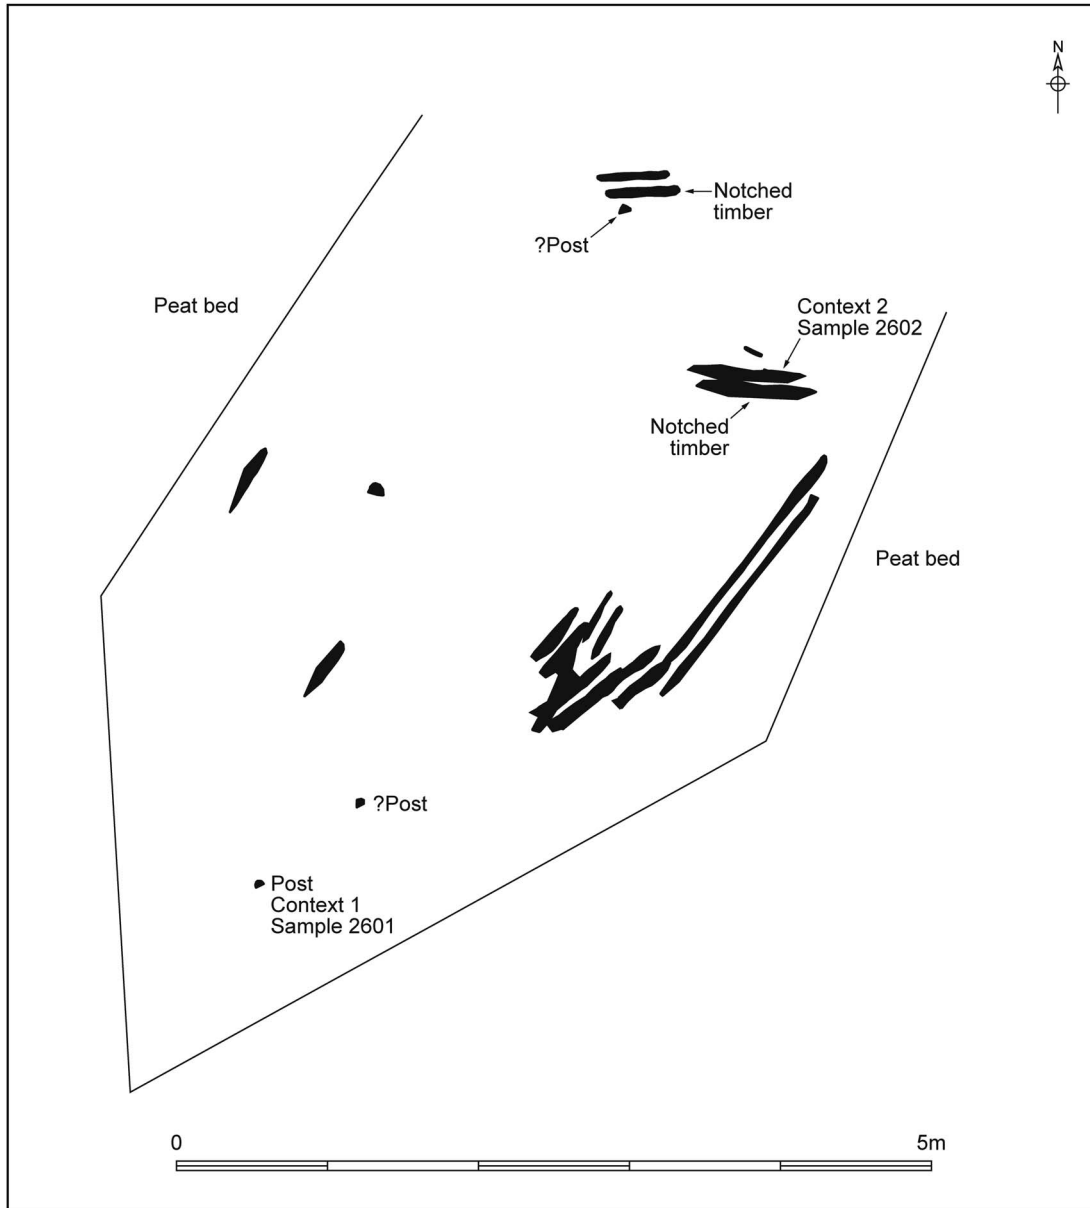 N
Notched
timber
?Post
Peat bed
Context 2
Sample 2602
Notched
timber
Peat bed
?Post
Post
Context 1
Sample 2601
0 5m